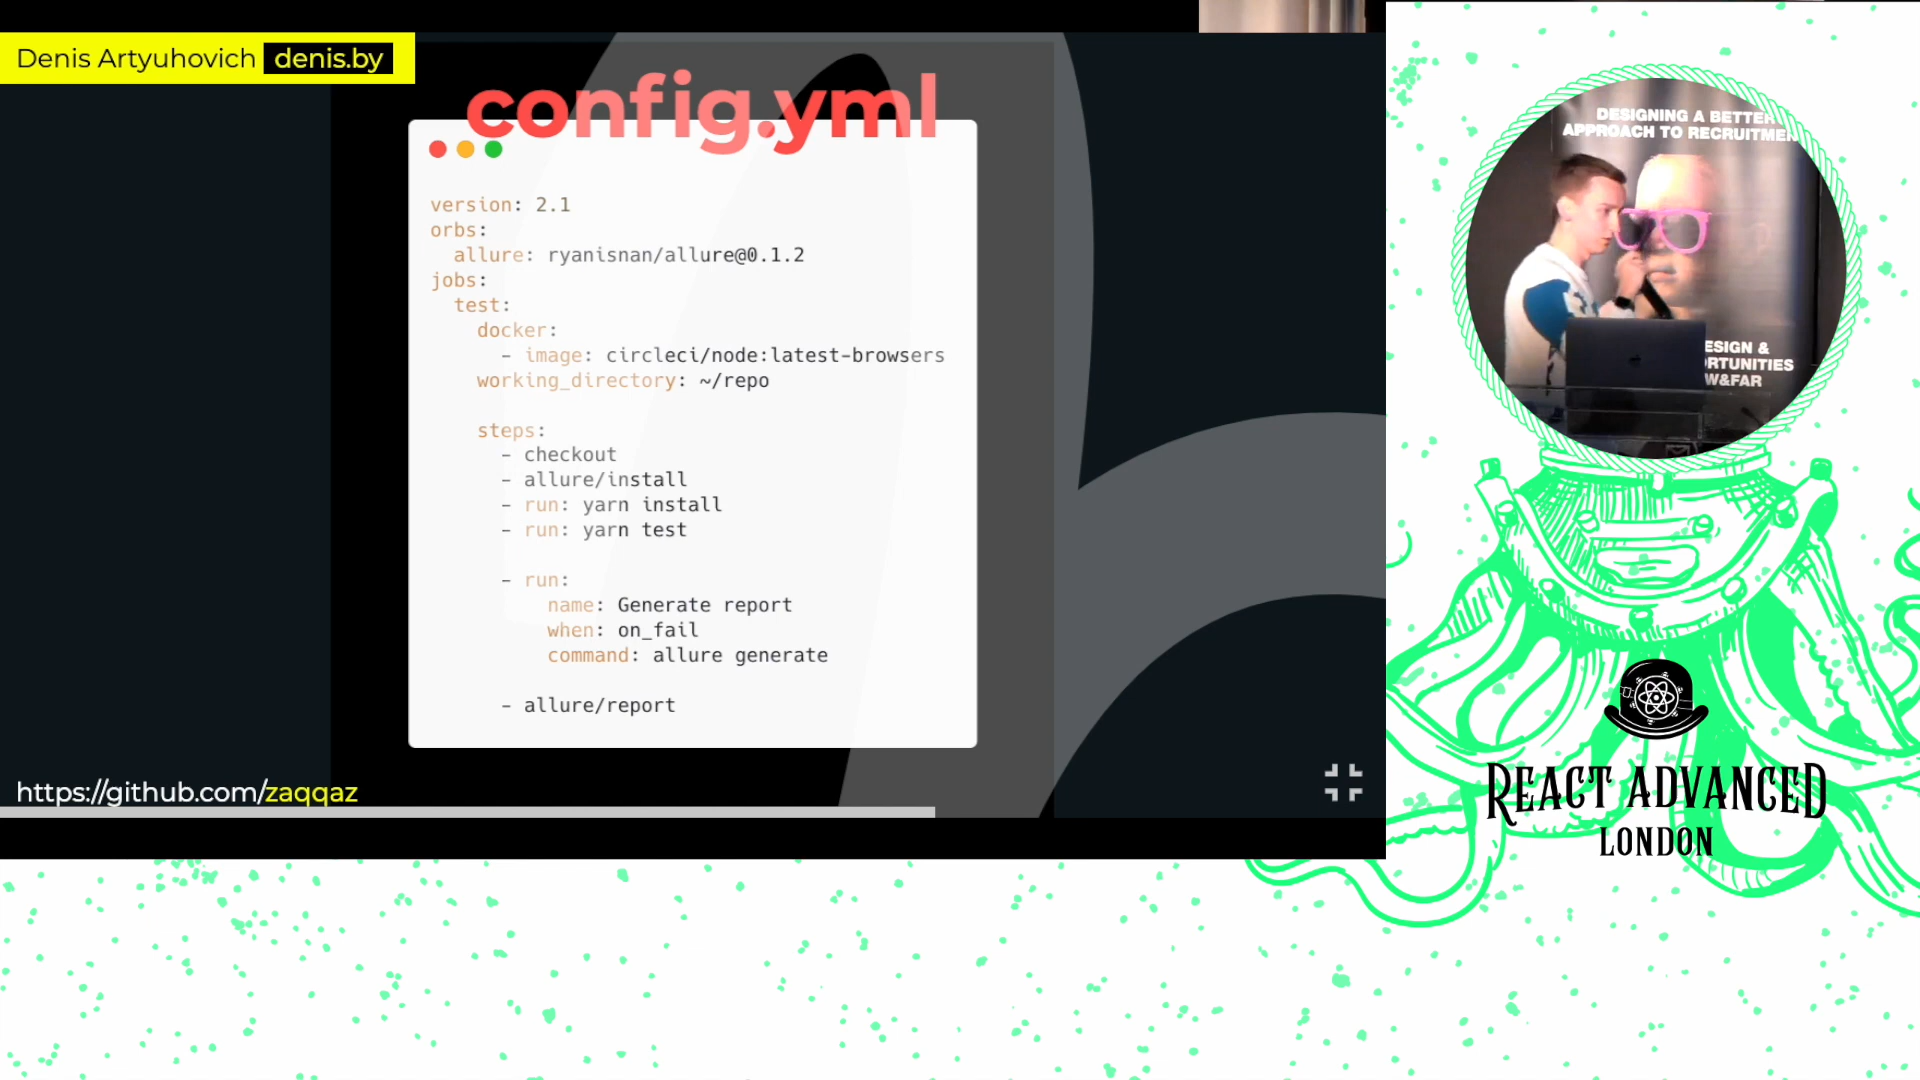 Denis Artyuhovich denis.by
config.yml
version: 2.1
orbs:
allure: ryanisnan/allure@0.1.2
jobs:
test:
docker:
- image: circleci/node:latest-browsers
working_directory: ~/repo
steps:
- checkout
- allure/install
- run: yarn install
- run: yarn test
- run:
name: Generate report
when: on_fail
command: allure generate
- allure/report
https://github.com/zaqqaz
DESIGNING A BETTER
APPROACH TO RECRUITMEN
ESIGN &
RTUNITIES
W&FAR
REACT ADVANCED
LONDON